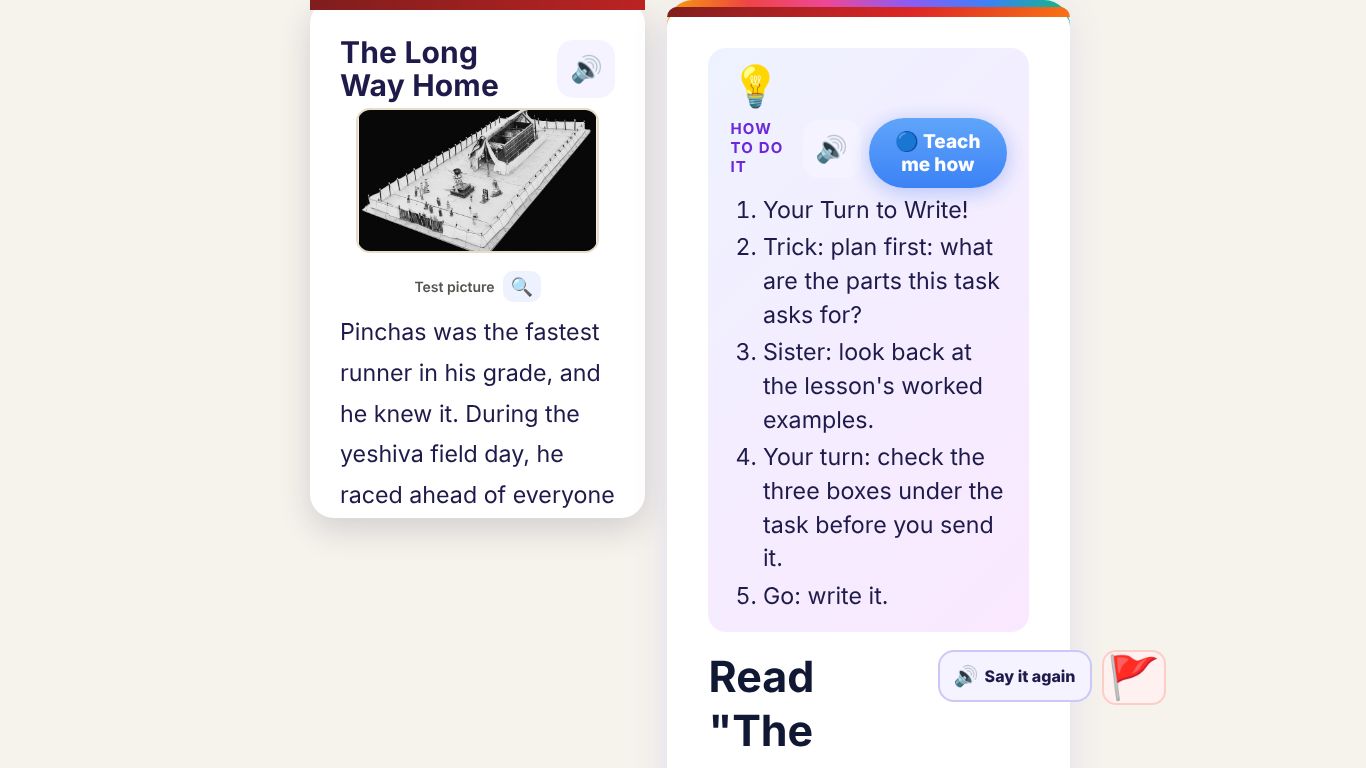 The Long
Way Home
Test picture
Pinchas was the fastest
runner in his grade, and
he knew it. During the
yeshiva field day, he
raced ahead of everyone
HOW
TO DO
IT
Teach
me how
1. Your Turn to Write!
2. Trick: plan first: what
are the parts this task
asks for?
3. Sister: look back at
the lesson's worked
examples.
4. Your turn: check the
three boxes under the
task before you send
it.
5. Go: write it.
Read
"The
Say it again